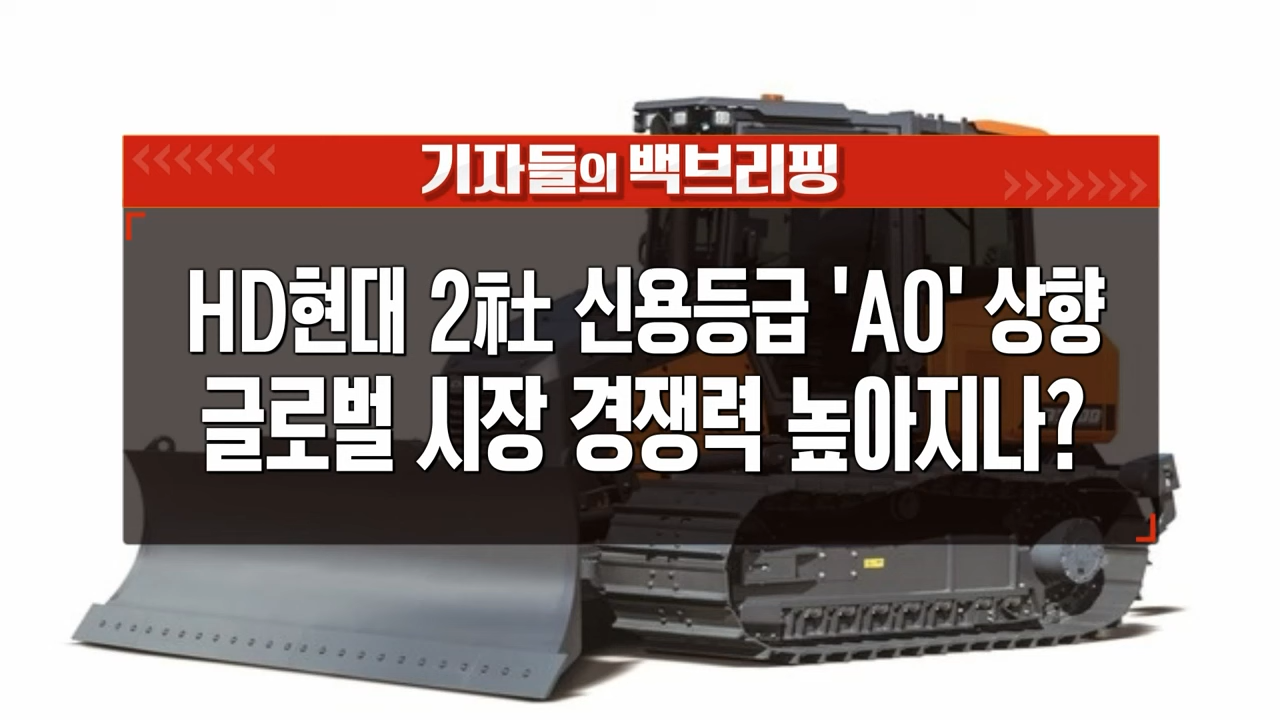 기자들의 백브리핑
HD현대 2社 신용등급 'A0' 상향
글로벌 시장 경쟁력 높아지나?